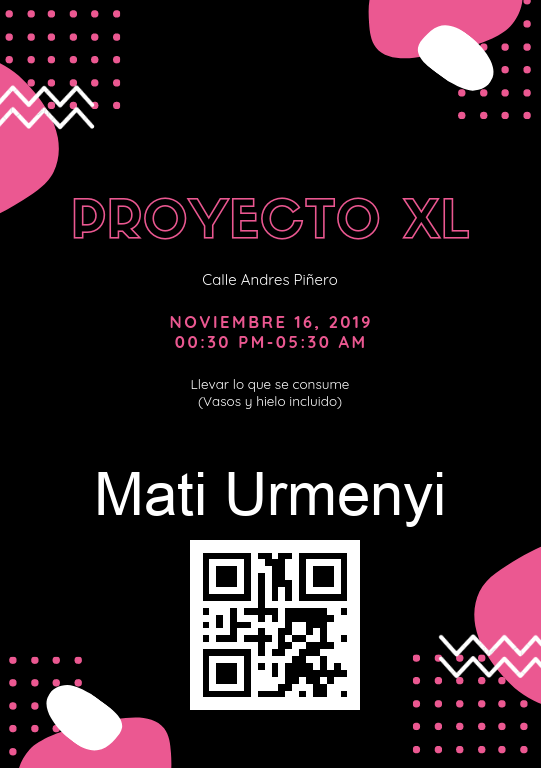 PROYECTO XL
Calle Andres Piñero
NOVIEMBRE 16, 2019
00:30 PM-05:30 AM
Llevar lo que se consume
(Vasos y hielo incluido)
Mati Urmenyi